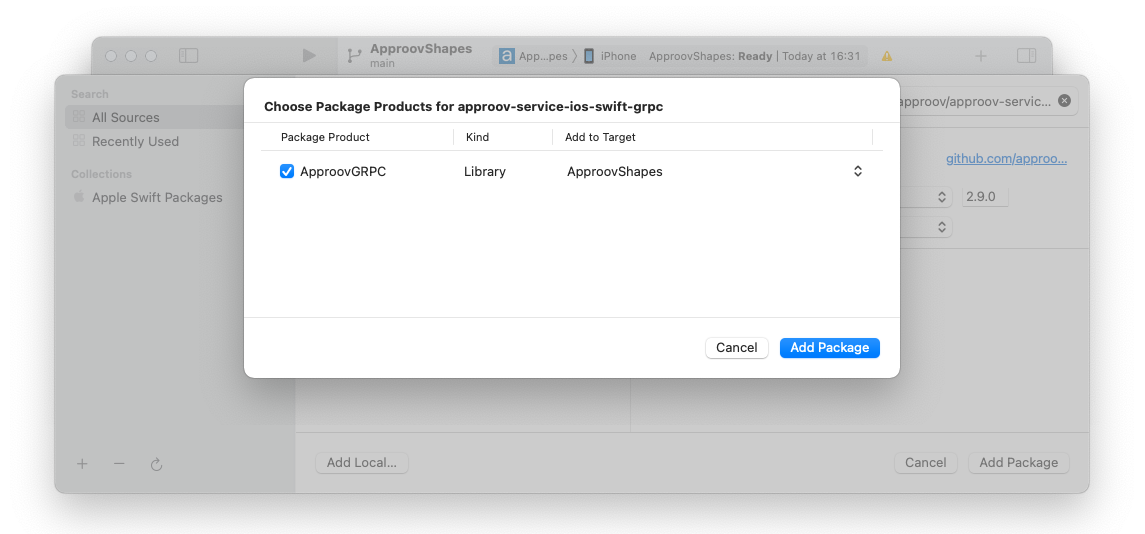 ApproovShapes
main
App...pes
iPhone
ApproovShapes: Ready | Today at 16:31
Search
All Sources
Recently Used
Collections
Apple Swift Packages
approov/approov-servic...
github.com/approo...
2.9.0
Choose Package Products for approov-service-ios-swift-grpc
Package Product Kind Add to Target
ApproovGRPC Library ApproovShapes
Cancel Add Package
Add Local... Cancel Add Package